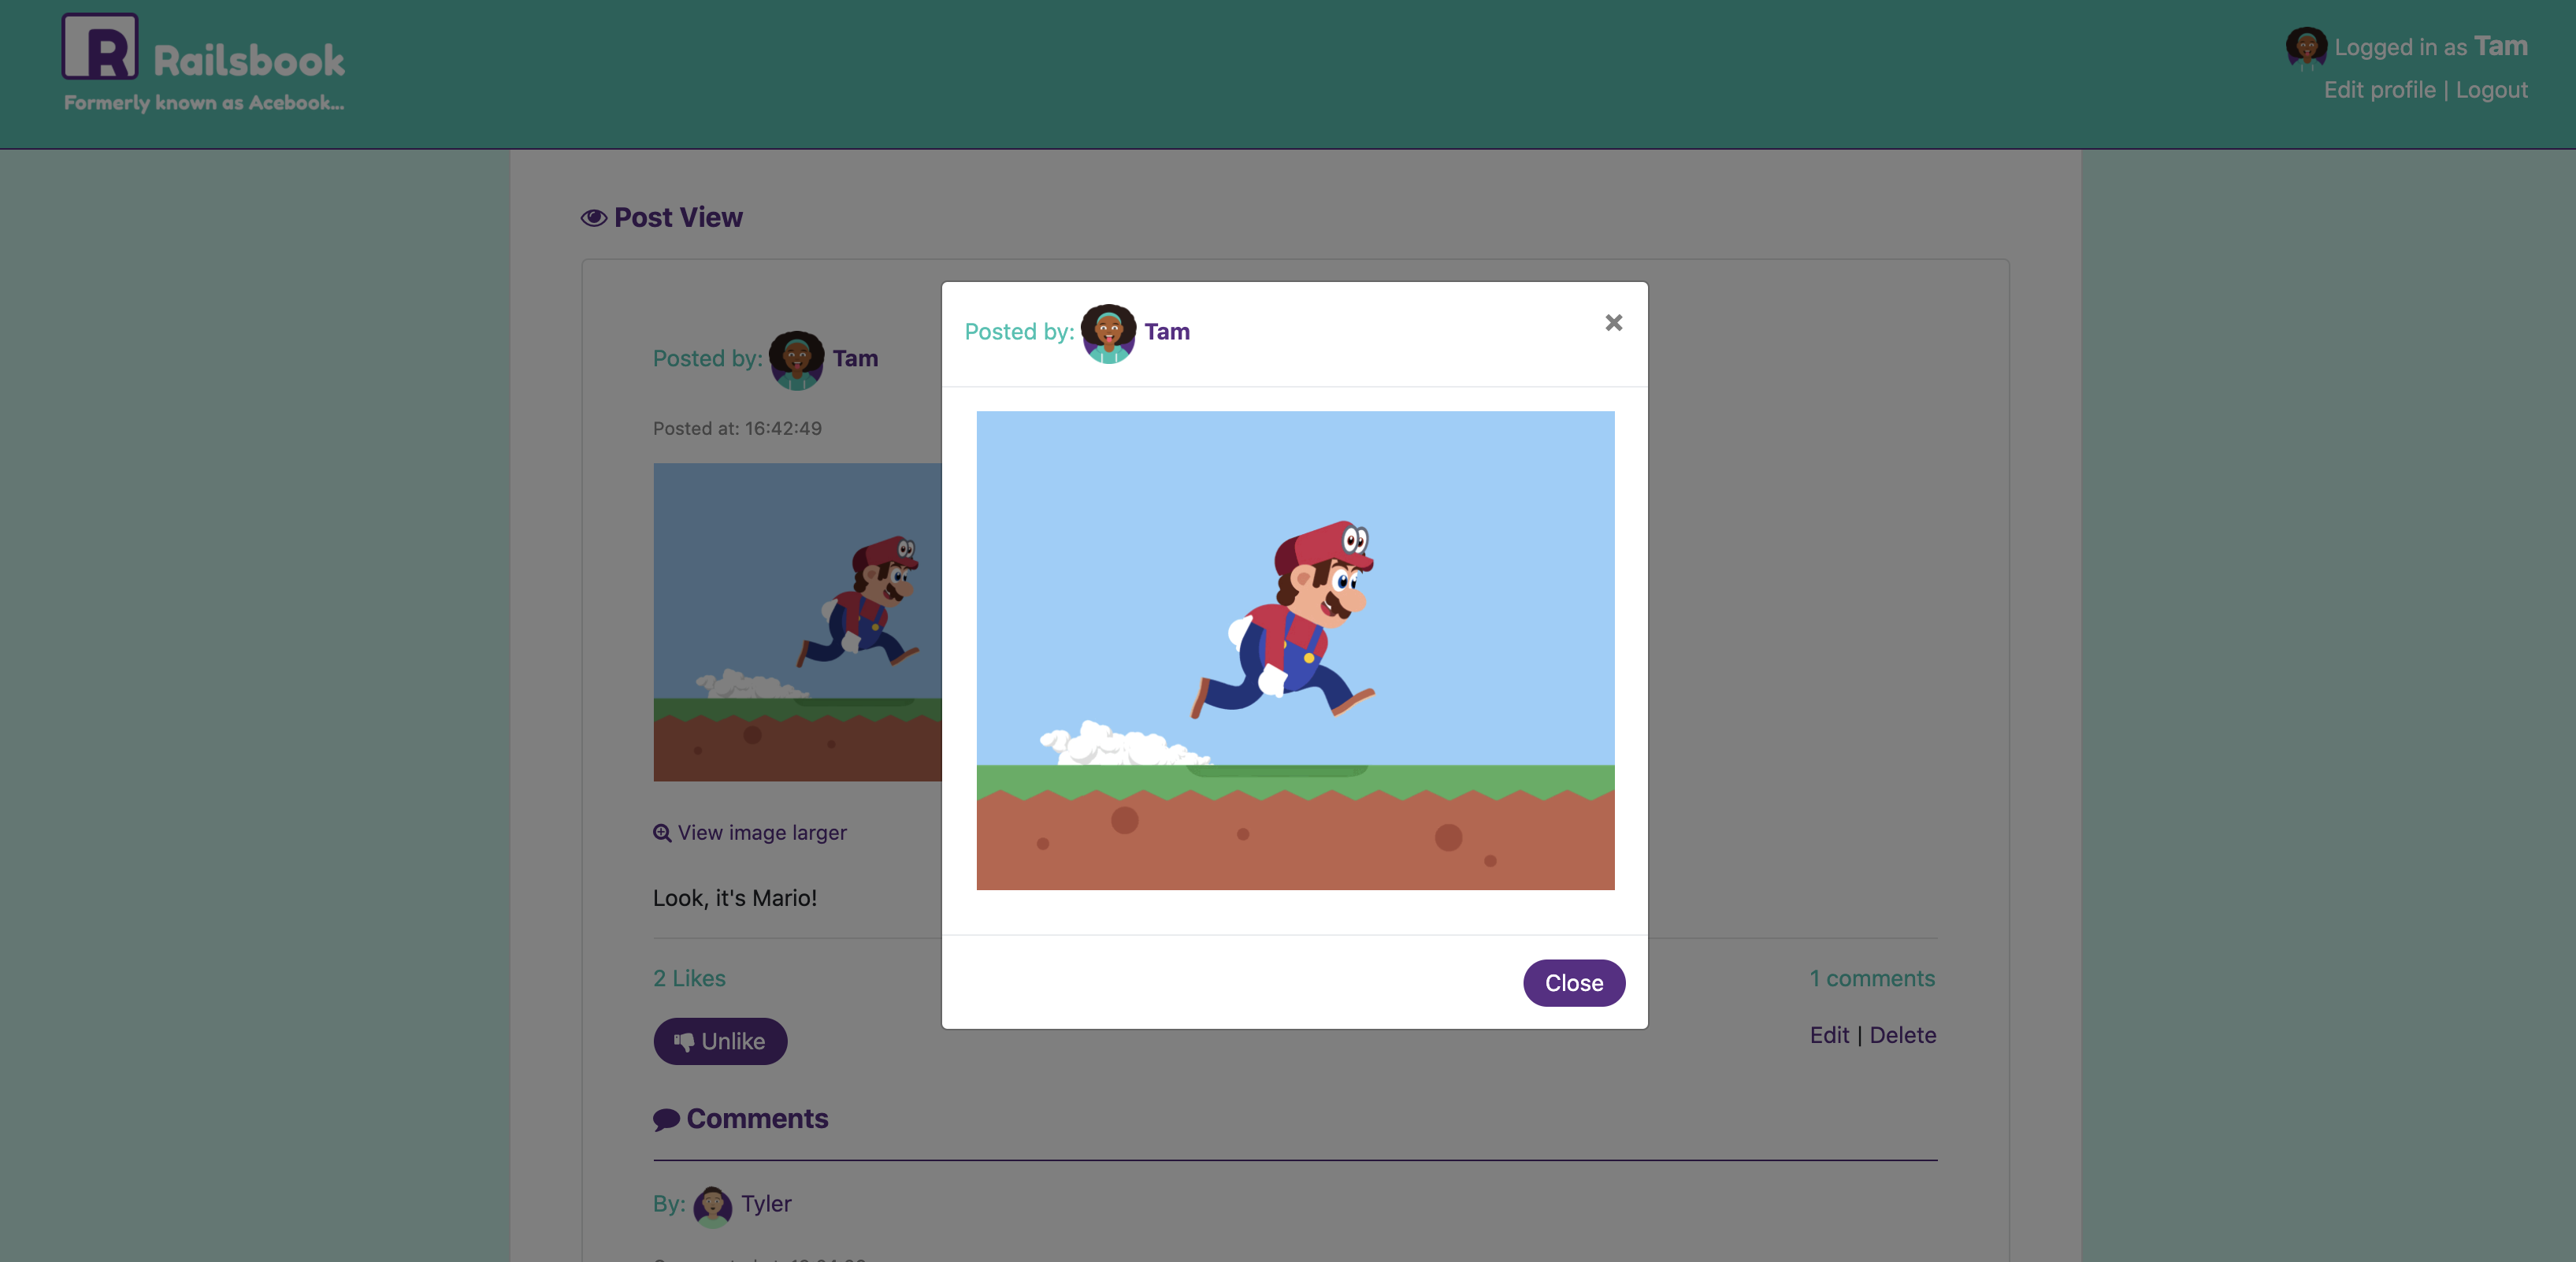 R Railsbook
Formerly known as Acebook...
Logged in as Tam
Edit profile | Logout
Post View
Posted by: Tam
Posted at: 16:42:49
View image larger
Look, it's Mario!
2 Likes
1 comments
Unlike
Edit | Delete
Comments
By: Tyler
Posted by: Tam
×
Close